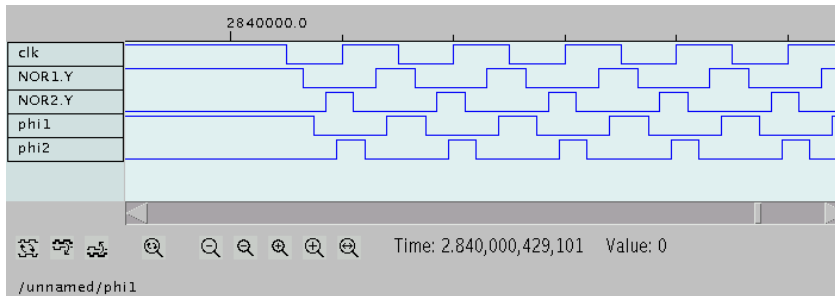 2840000.0
clk
NOR1.Y
NOR2.Y
phi1
phi2
Time: 2.840,000,429,101 Value: 0
/unnamed/phi1